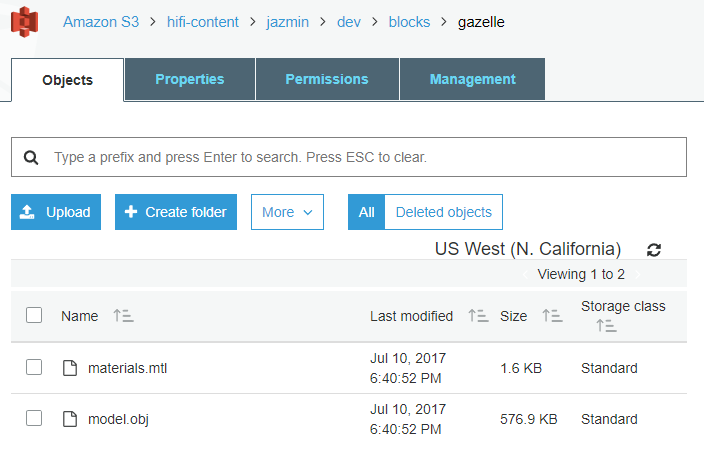 Amazon S3 > hifi-content > jazmin > dev > blocks > gazelle
Objects Properties Permissions Management
Type a prefix and press Enter to search. Press ESC to clear.
Upload Create folder More All Deleted objects
US West (N. California)
Viewing 1 to 2
Name Last modified Size Storage class
materials.mtl Jul 10, 2017 6:40:52 PM 1.6 KB Standard
model.obj Jul 10, 2017 6:40:52 PM 576.9 KB Standard